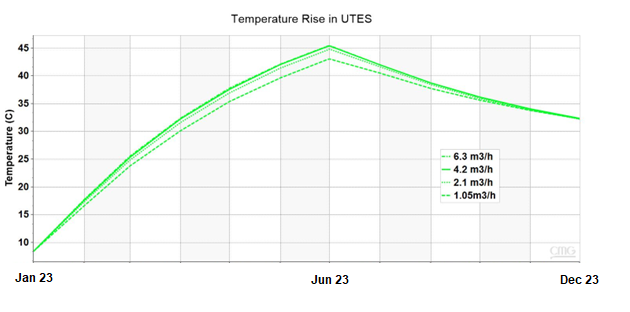 Temperature Rise in UTES
Temperature (C)
45
40
35
30
25
20
15
10
6.3 m3/h
4.2 m3/h
2.1 m3/h
1.05m3/h
cmg
Jan 23
Jun 23
Dec 23